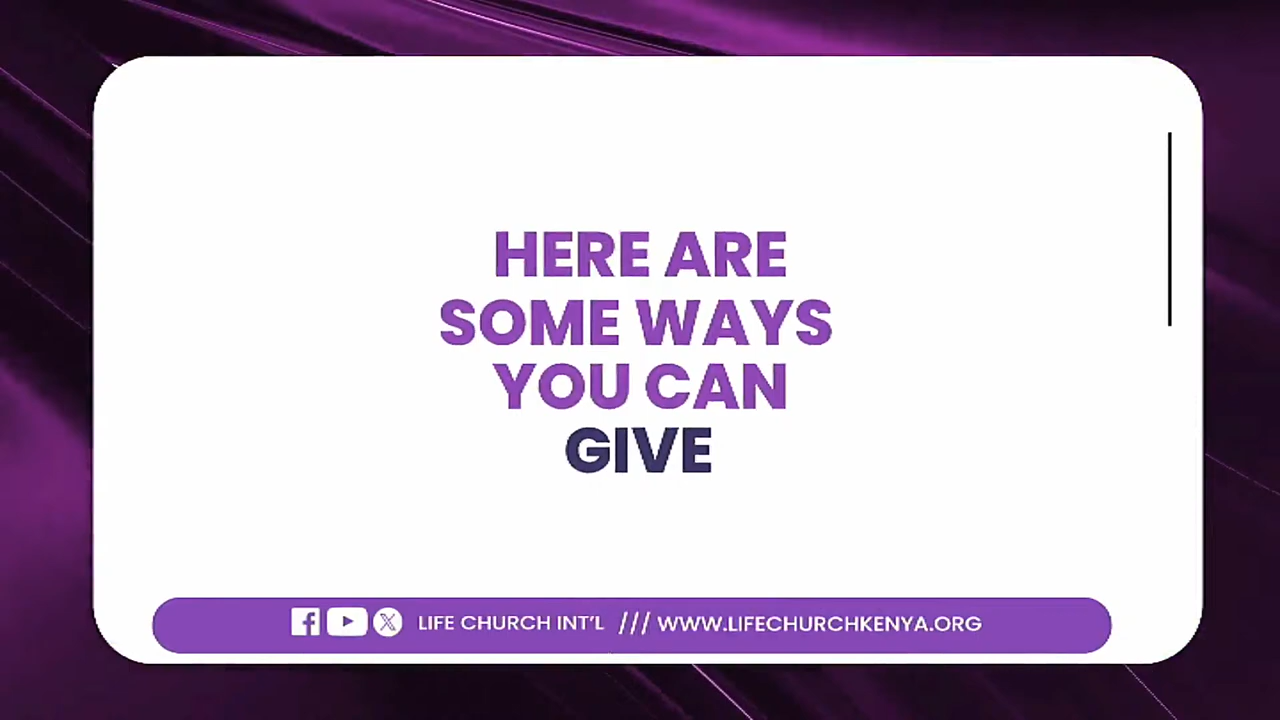 HERE ARE
SOME WAYS
YOU CAN
GIVE
LIFE CHURCH INT'L /// WWW.LIFECHURCHKENYA.ORG